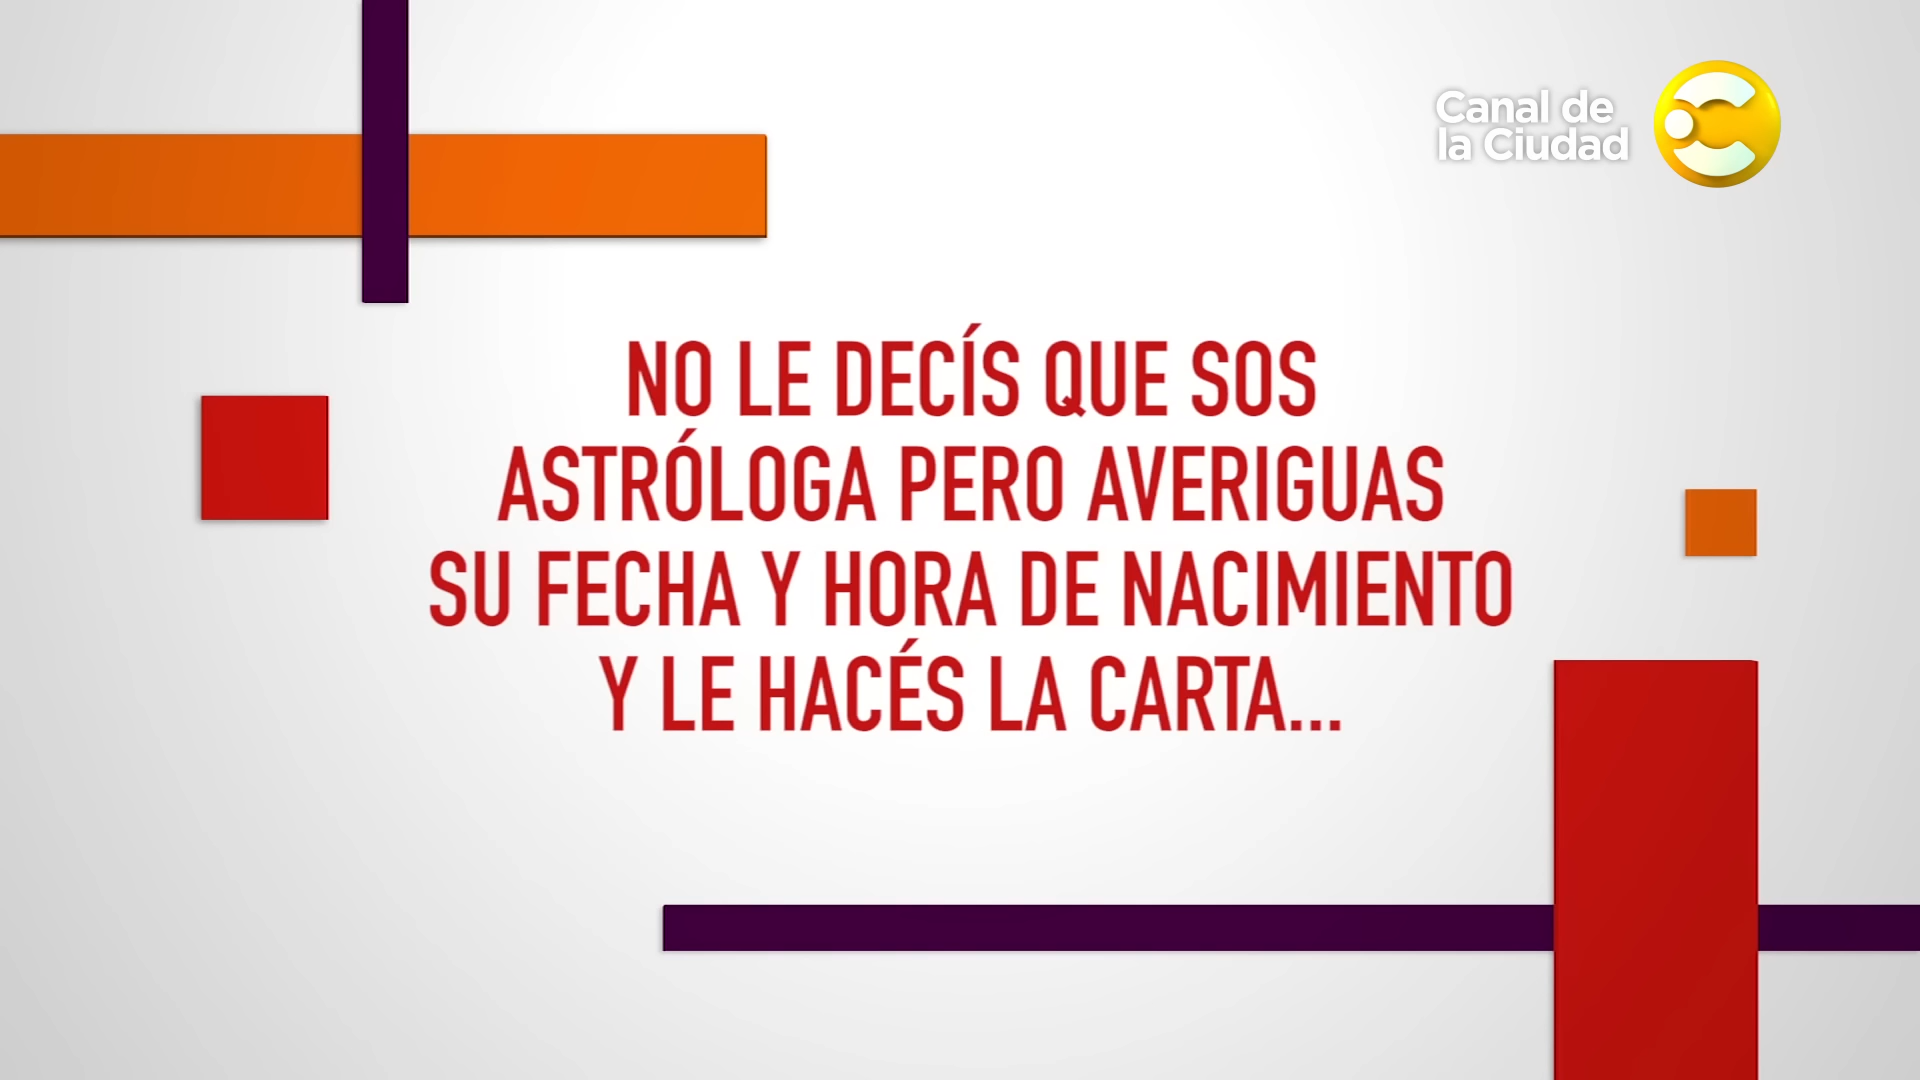 Canal de
la Ciudad
NO LE DECÍS QUE SOS
ASTRÓLOGA PERO AVERIGUAS
SU FECHA Y HORA DE NACIMIENTO
Y LE HACÉS LA CARTA...